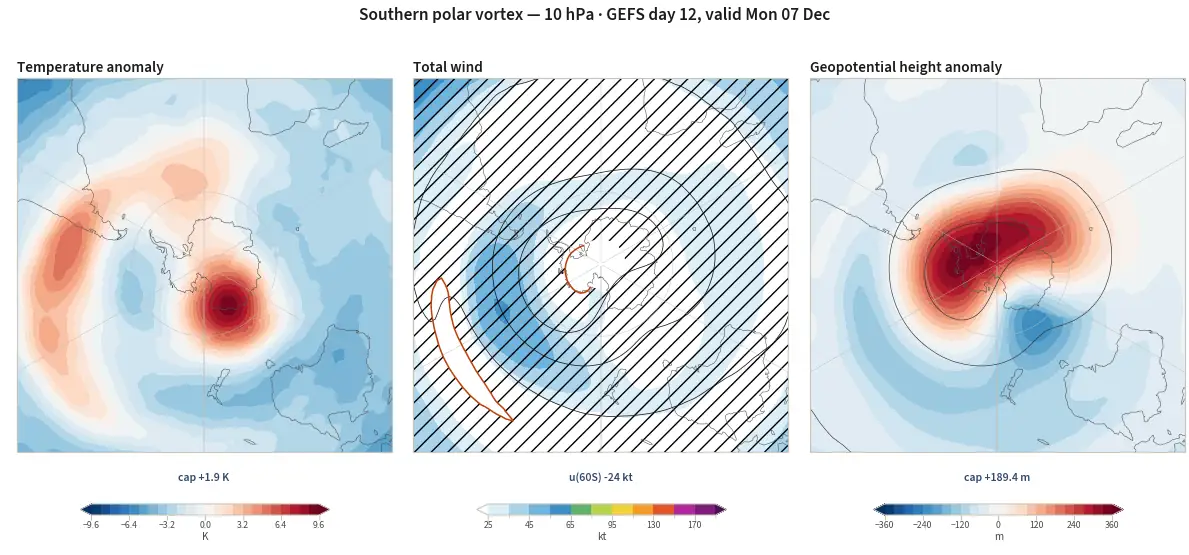 Southern polar vortex — 10 hPa · GEFS day 12, valid Mon 07 Dec
Temperature anomaly
Total wind
Geopotential height anomaly
cap +1.9 K
u(60S) -24 kt
cap +189.4 m
−9.6 −6.4 −3.2 0.0 3.2 6.4 9.6
K
25 45 65 95 130 170
kt
−360 −240 −120 0 120 240 360
m